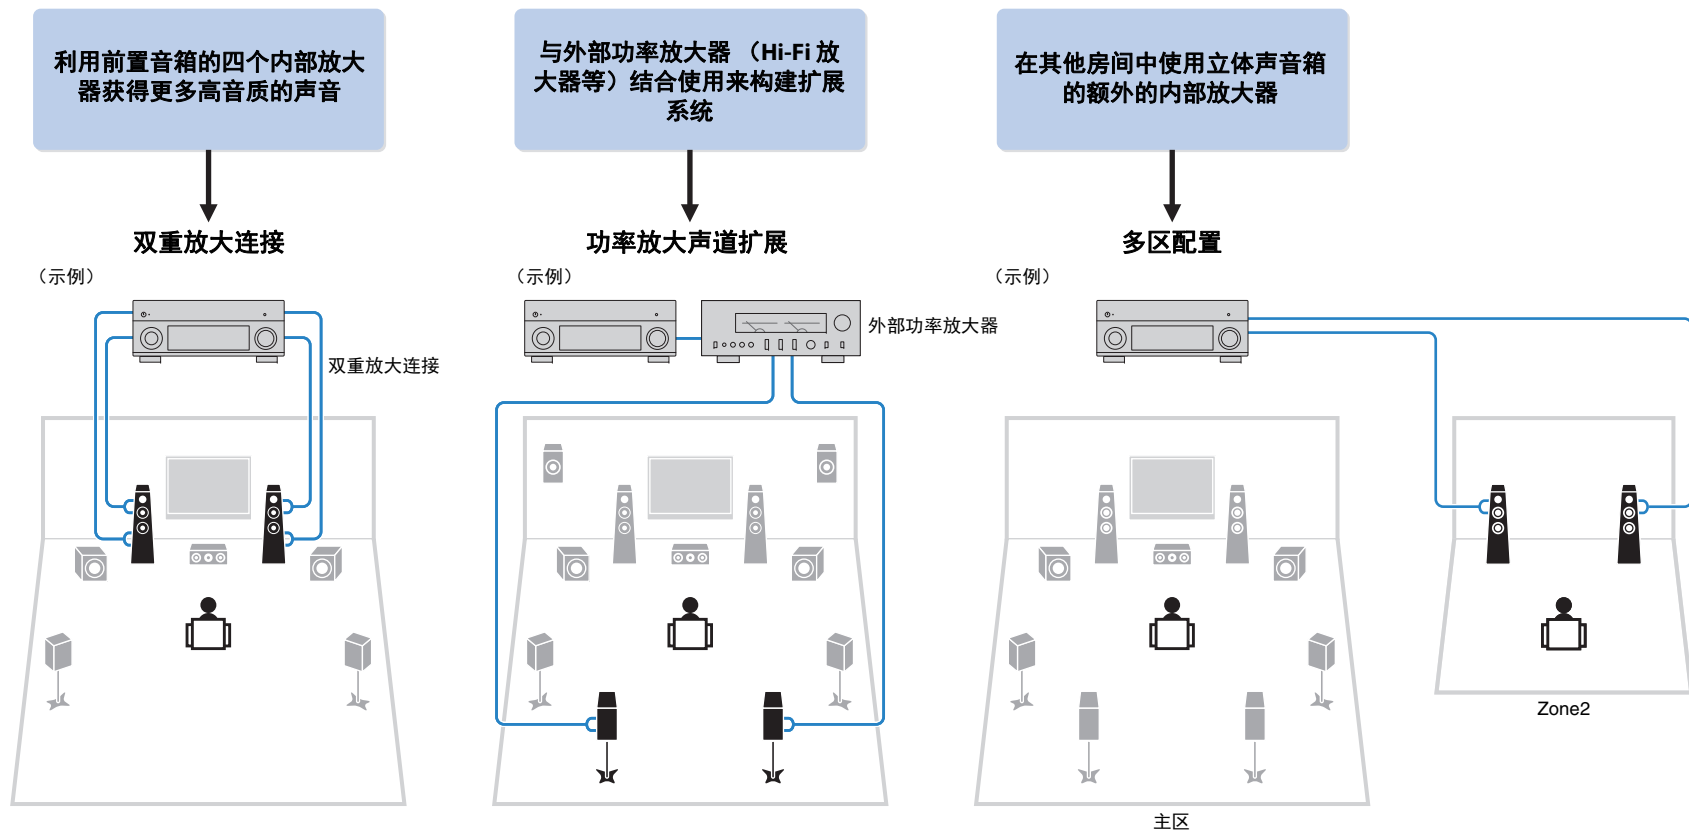 利用前置音箱的四个内部放大
器获得更多高音质的声音
双重放大连接
（示例）
双重放大连接
与外部功率放大器 （Hi-Fi 放
大器等）结合使用来构建扩展
系统
功率放大声道扩展
（示例）
外部功率放大器
在其他房间中使用立体声音箱
的额外的内部放大器
多区配置
（示例）
Zone2
主区